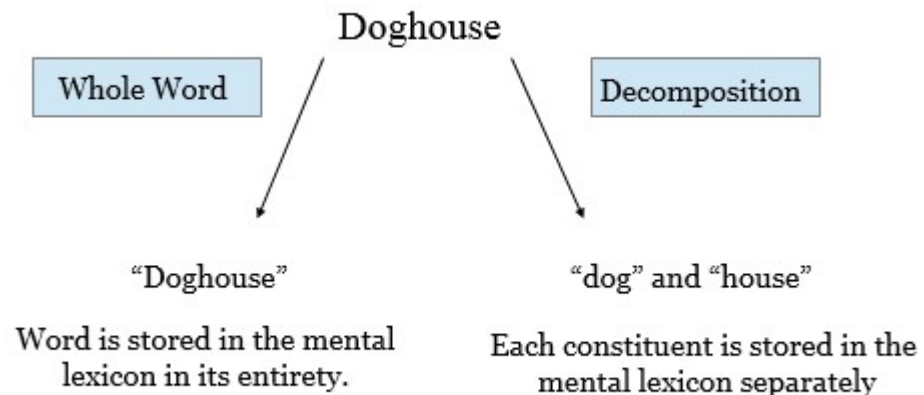 Doghouse
Whole Word
Decomposition
“Doghouse”
“dog” and “house”
Word is stored in the mental
lexicon in its entirety.
Each constituent is stored in the
mental lexicon separately